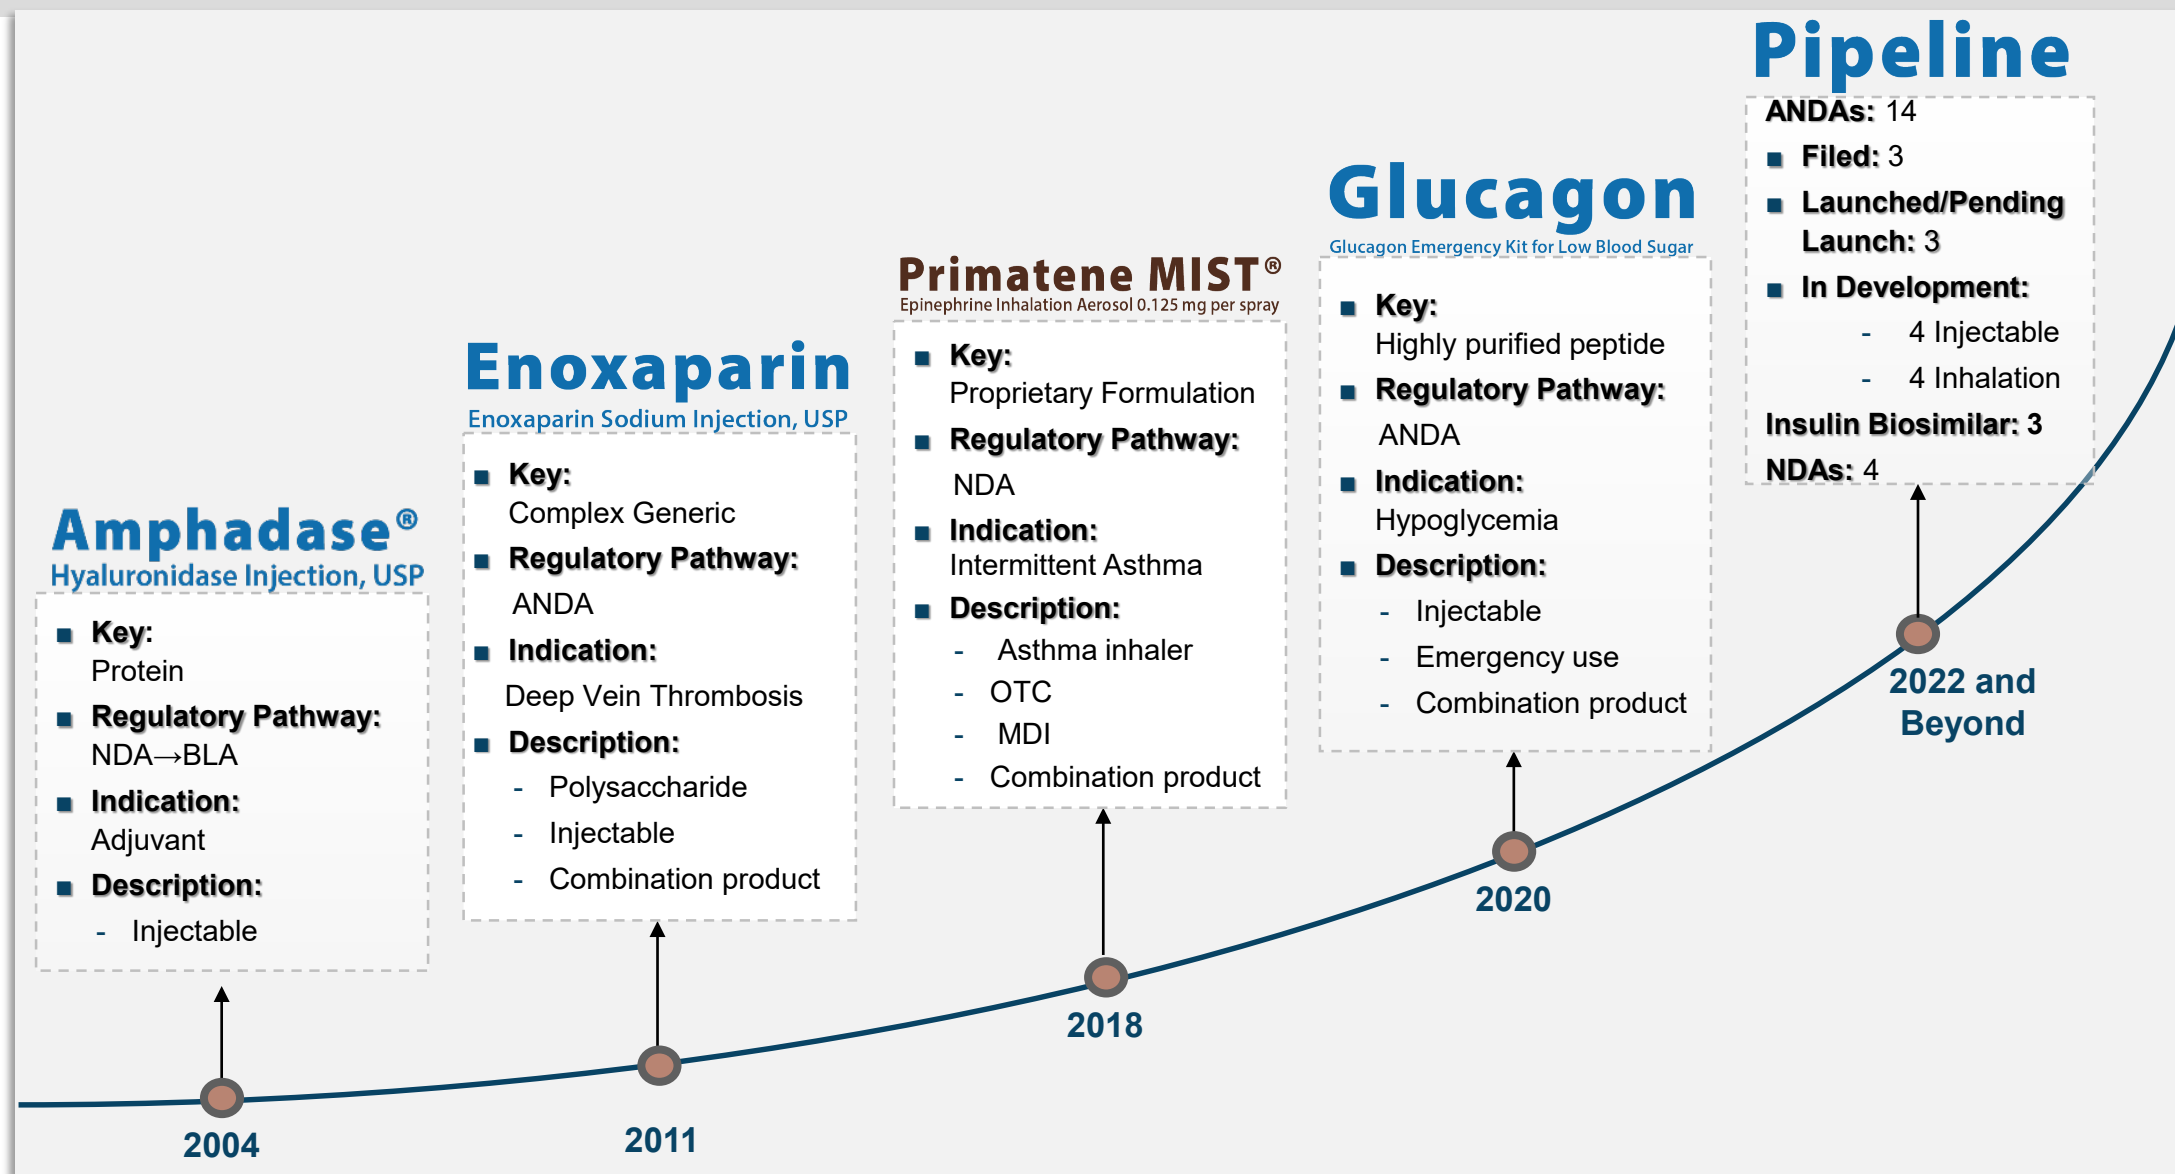 Amphadase®
Hyaluronidase Injection, USP
Key:
Protein
Regulatory Pathway:
NDA→BLA
Indication:
Adjuvant
Description:
- Injectable
2004
Enoxaparin
Enoxaparin Sodium Injection, USP
Key:
Complex Generic
Regulatory Pathway:
ANDA
Indication:
Deep Vein Thrombosis
Description:
- Polysaccharide
- Injectable
- Combination product
2011
Primatene MIST®
Epinephrine Inhalation Aerosol 0.125 mg per spray
Key:
Proprietary Formulation
Regulatory Pathway:
NDA
Indication:
Intermittent Asthma
Description:
- Asthma inhaler
- OTC
- MDI
- Combination product
2018
Glucagon
Glucagon Emergency Kit for Low Blood Sugar
Key:
Highly purified peptide
Regulatory Pathway:
ANDA
Indication:
Hypoglycemia
Description:
- Injectable
- Emergency use
- Combination product
2020
Pipeline
ANDAs: 14
Filed: 3
Launched/Pending
Launch: 3
In Development:
- 4 Injectable
- 4 Inhalation
Insulin Biosimilar: 3
NDAs: 4
2022 and
Beyond